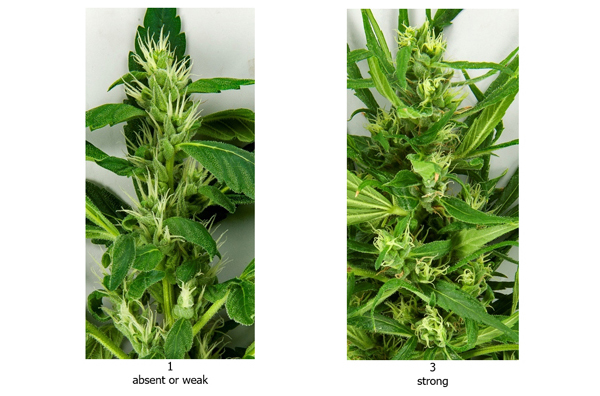 1
absent or weak
3
strong